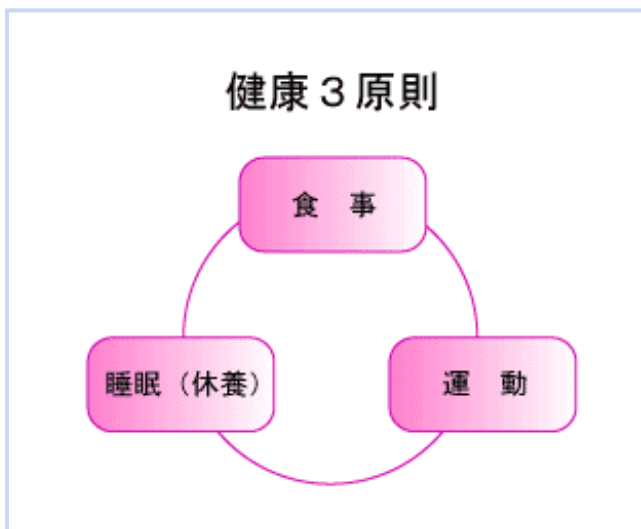 健康３原則
食　事
睡眠（休養）
運　動